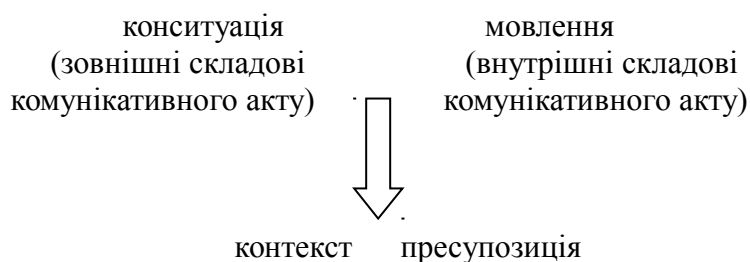 конситуація мовлення
(зовнішні складові (внутрішні складові
комунікативного акту) комунікативного акту)
контекст пресупозиція